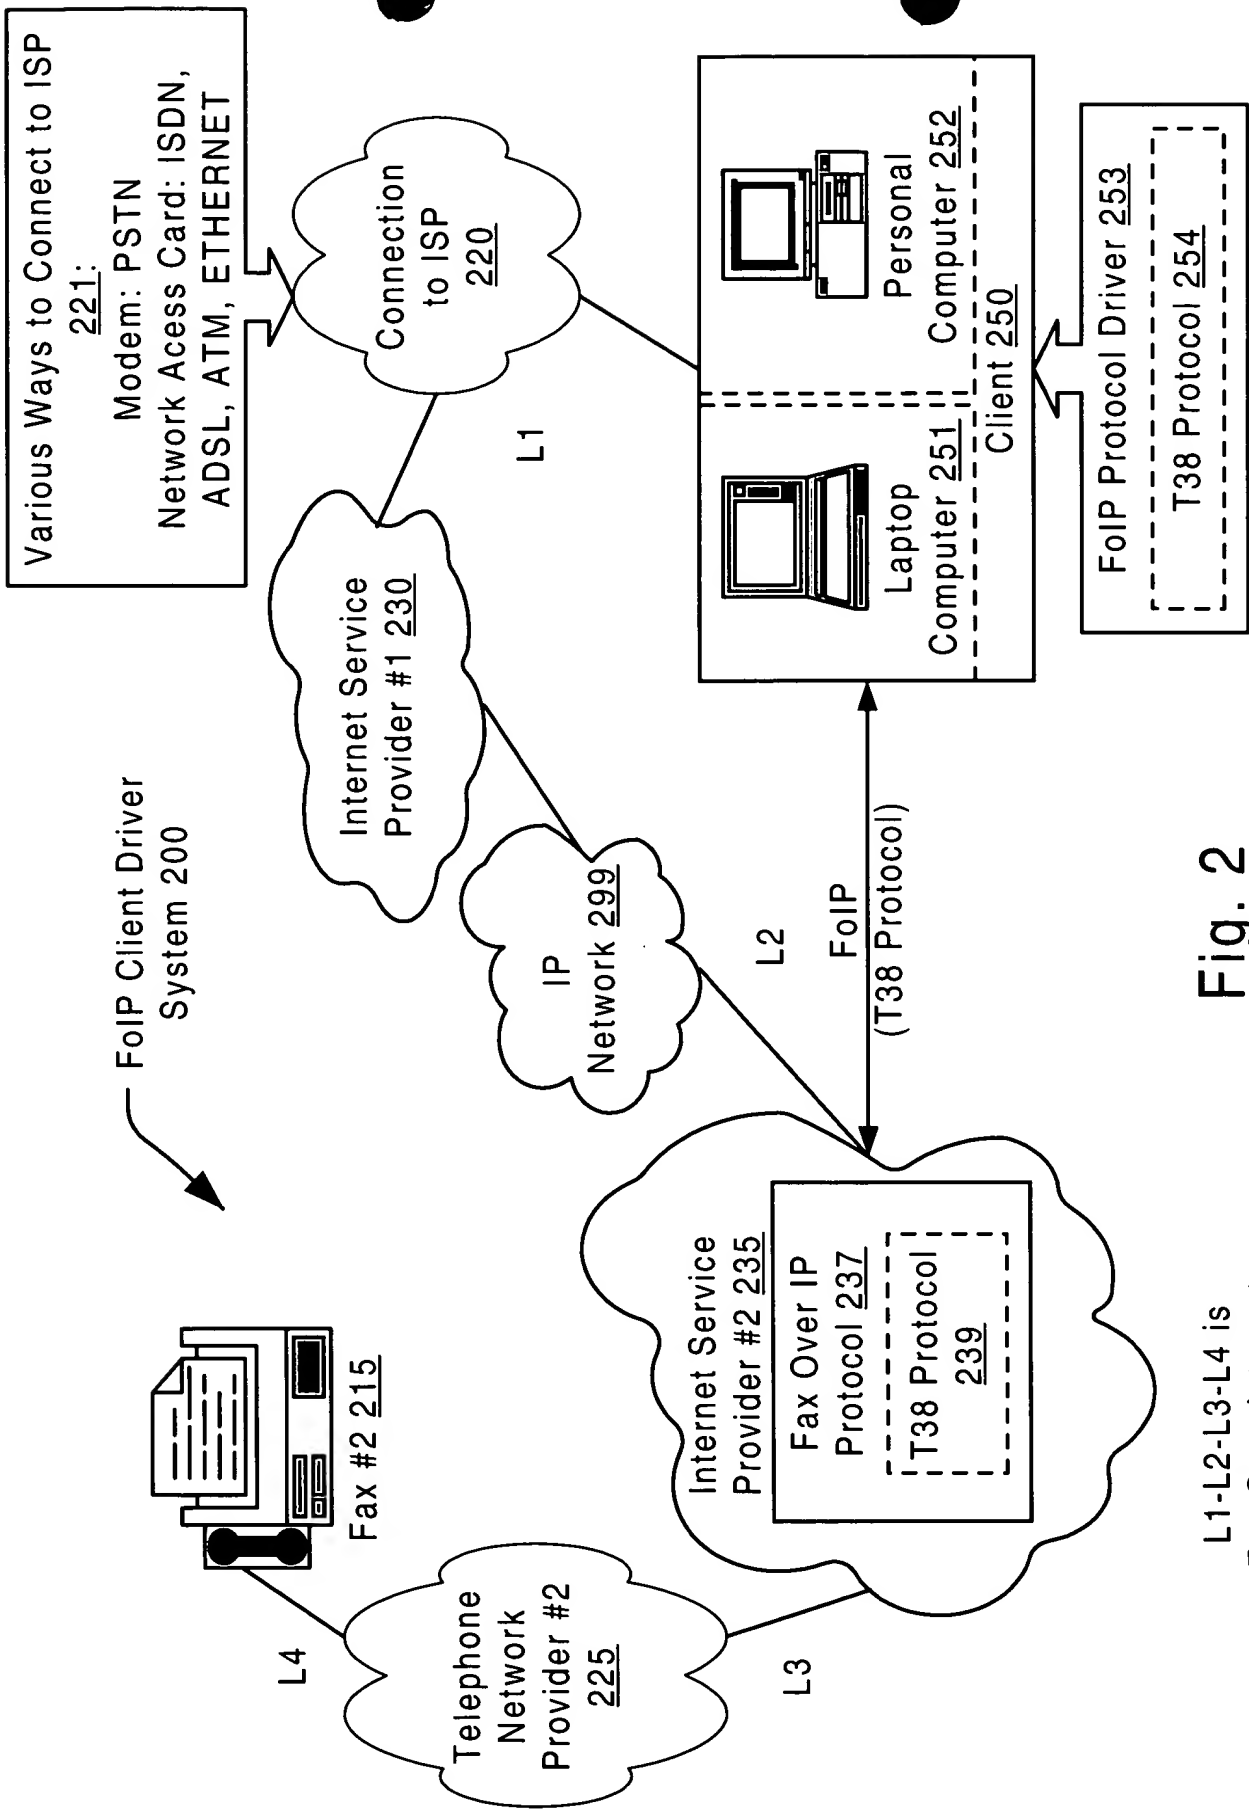 FoIP Client Driver
System 200
Various Ways to Connect to ISP
221:
Modem: PSTN
Network Acess Card: ISDN,
ADSL, ATM, ETHERNET
Fax #2 215
Internet Service
Provider #1 230
Connection
to ISP
220
L4
L1
Telephone
Network
Provider #2
225
IP
Network 299
L3
L2
Internet Service
Provider #2 235
Fax Over IP
Protocol 237
T38 Protocol
239
FoIP
(T38 Protocol)
Laptop
Computer 251
Personal
Computer 252
Client 250
FoIP Protocol Driver 253
T38 Protocol 254
L1-L2-L3-L4 is
Fig. 2